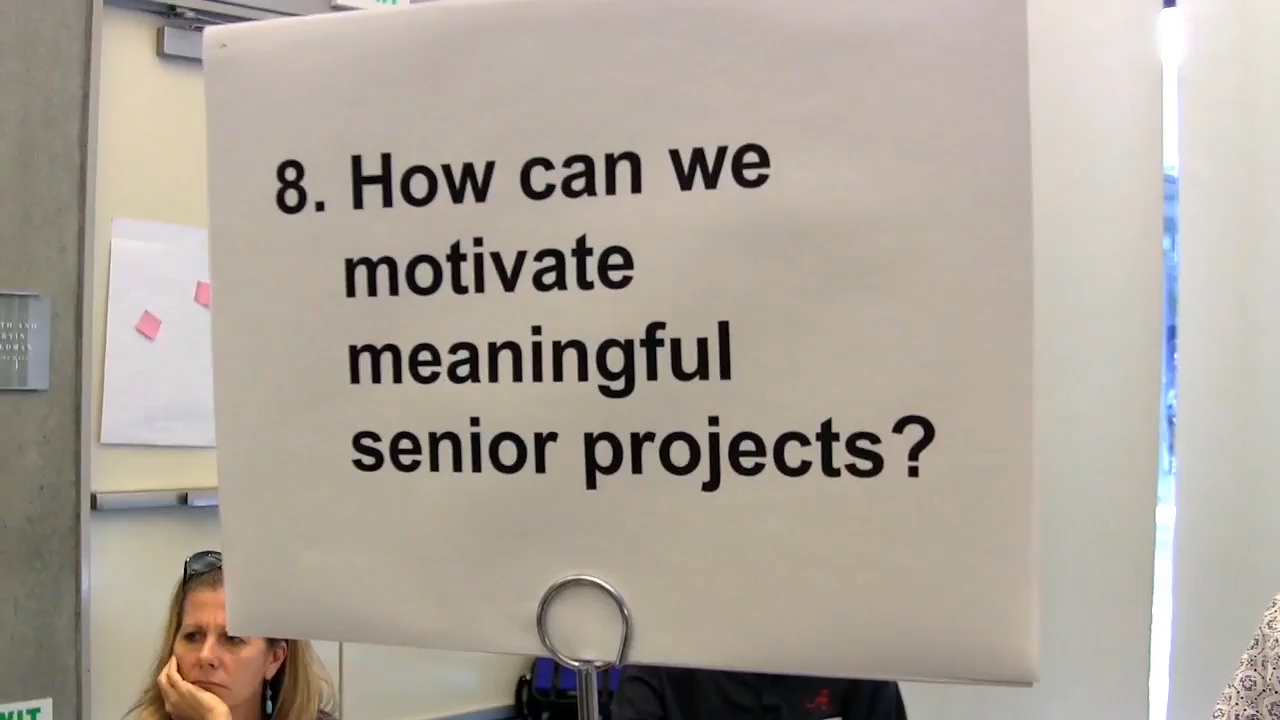 8. How can we
motivate
meaningful
senior projects?